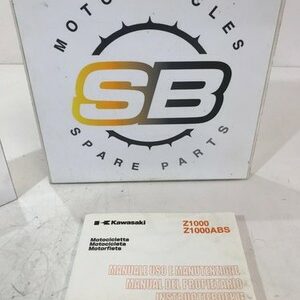 MOTORCYCLES
SB
SPARE PARTS
Kawasaki
Z1000
Z1000ABS
Motocicletta
Motocicleta
Motorfiets
MANUALE USO E MANUTENZIONE
MANUAL DEL PROPIETARIO